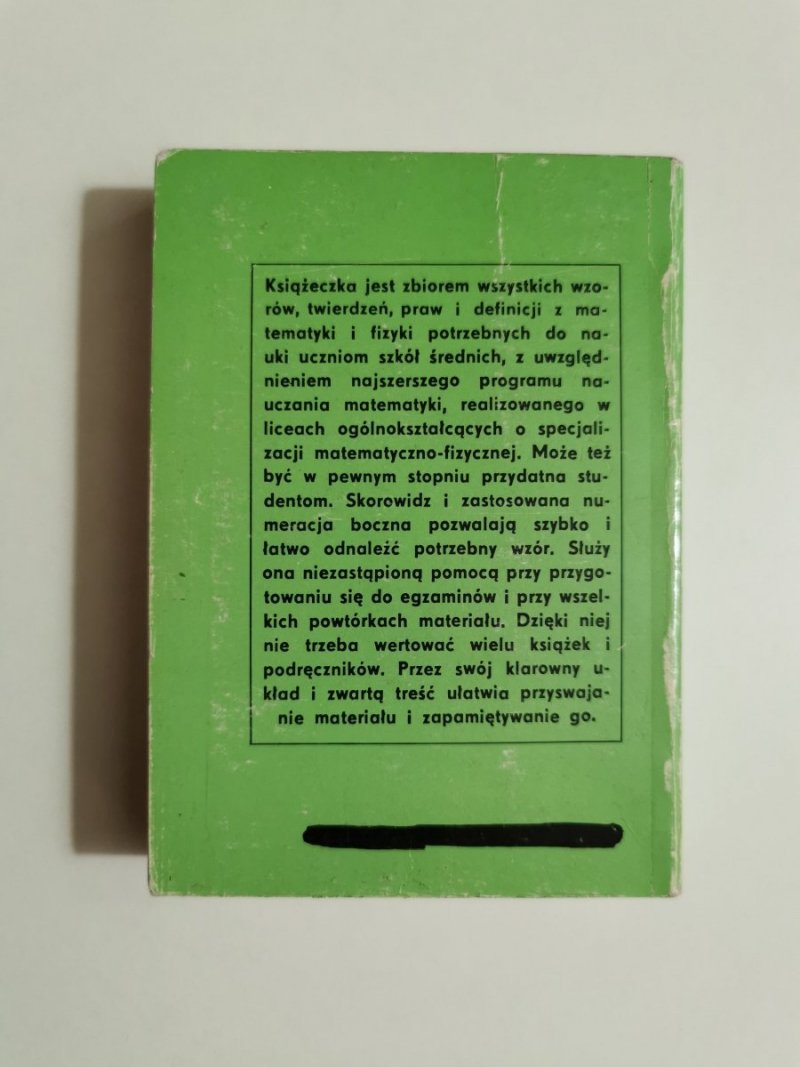 Książeczka jest zbiorem wszystkich wzo-
rów, twierdzeń, praw i definicji z ma-
tematyki i fizyki potrzebnych do na-
uki uczniom szkół średnich, z uwzględ-
nieniem najszerszego programu na-
uczania matematyki, realizowanego w
liceach ogólnokształcących o specjali-
zacji matematyczno-fizycznej. Może też
być w pewnym stopniu przydatna stu-
dentom. Skorowidz i zastosowana nu-
meracja boczna pozwalają szybko i
łatwo odnaleźć potrzebny wzór. Służy
ona niezastąpioną pomocą przy przygo-
towaniu się do egzaminów i przy wszel-
kich powtórkach materiału. Dzięki niej
nie trzeba wertować wielu książek i
podręczników. Przez swój klarowny u-
kład i zwartą treść ułatwia przyswaja-
nie materiału i zapamiętywanie go.